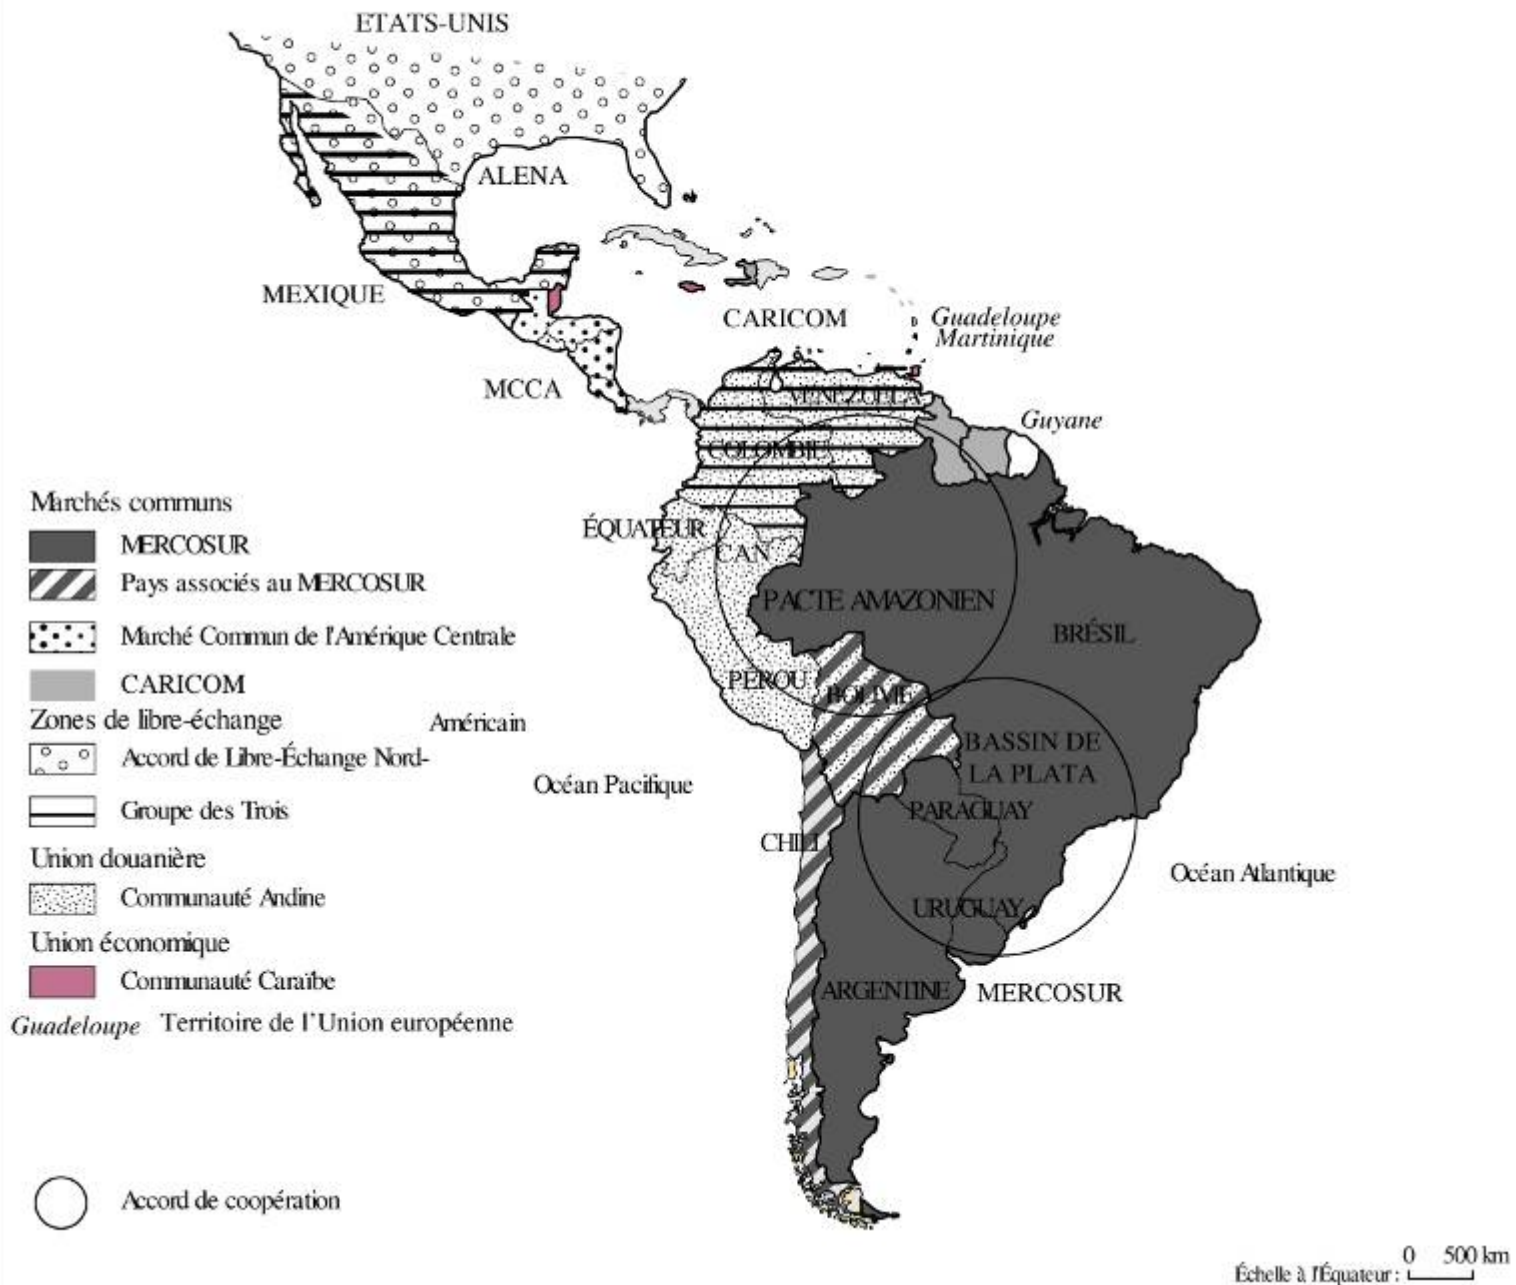 ETATS-UNIS
ALENA
MEXIQUE
CARICOM
Guadeloupe
Martinique
MCCA
VENEZUELA
Guyane
COLOMBIE
ÉQUATEUR
CAN
PACTE AMAZONIEN
BRÉSIL
PÉROU
BOLIVIE
BASSIN DE
LA PLATA
Océan Pacifique
PARAGUAY
CHILI
Océan Atlantique
URUGUAY
ARGENTINE
MERCOSUR
Marchés communs
MERCOSUR
Pays associés au MERCOSUR
Marché Commun de l'Amérique Centrale
CARICOM
Zones de libre-échange
Américain
Accord de Libre-Échange Nord-
Groupe des Trois
Union douanière
Communauté Andine
Union économique
Communauté Caraïbe
Guadeloupe Territoire de l'Union européenne
Accord de coopération
0 500 km
Échelle à l'Équateur :